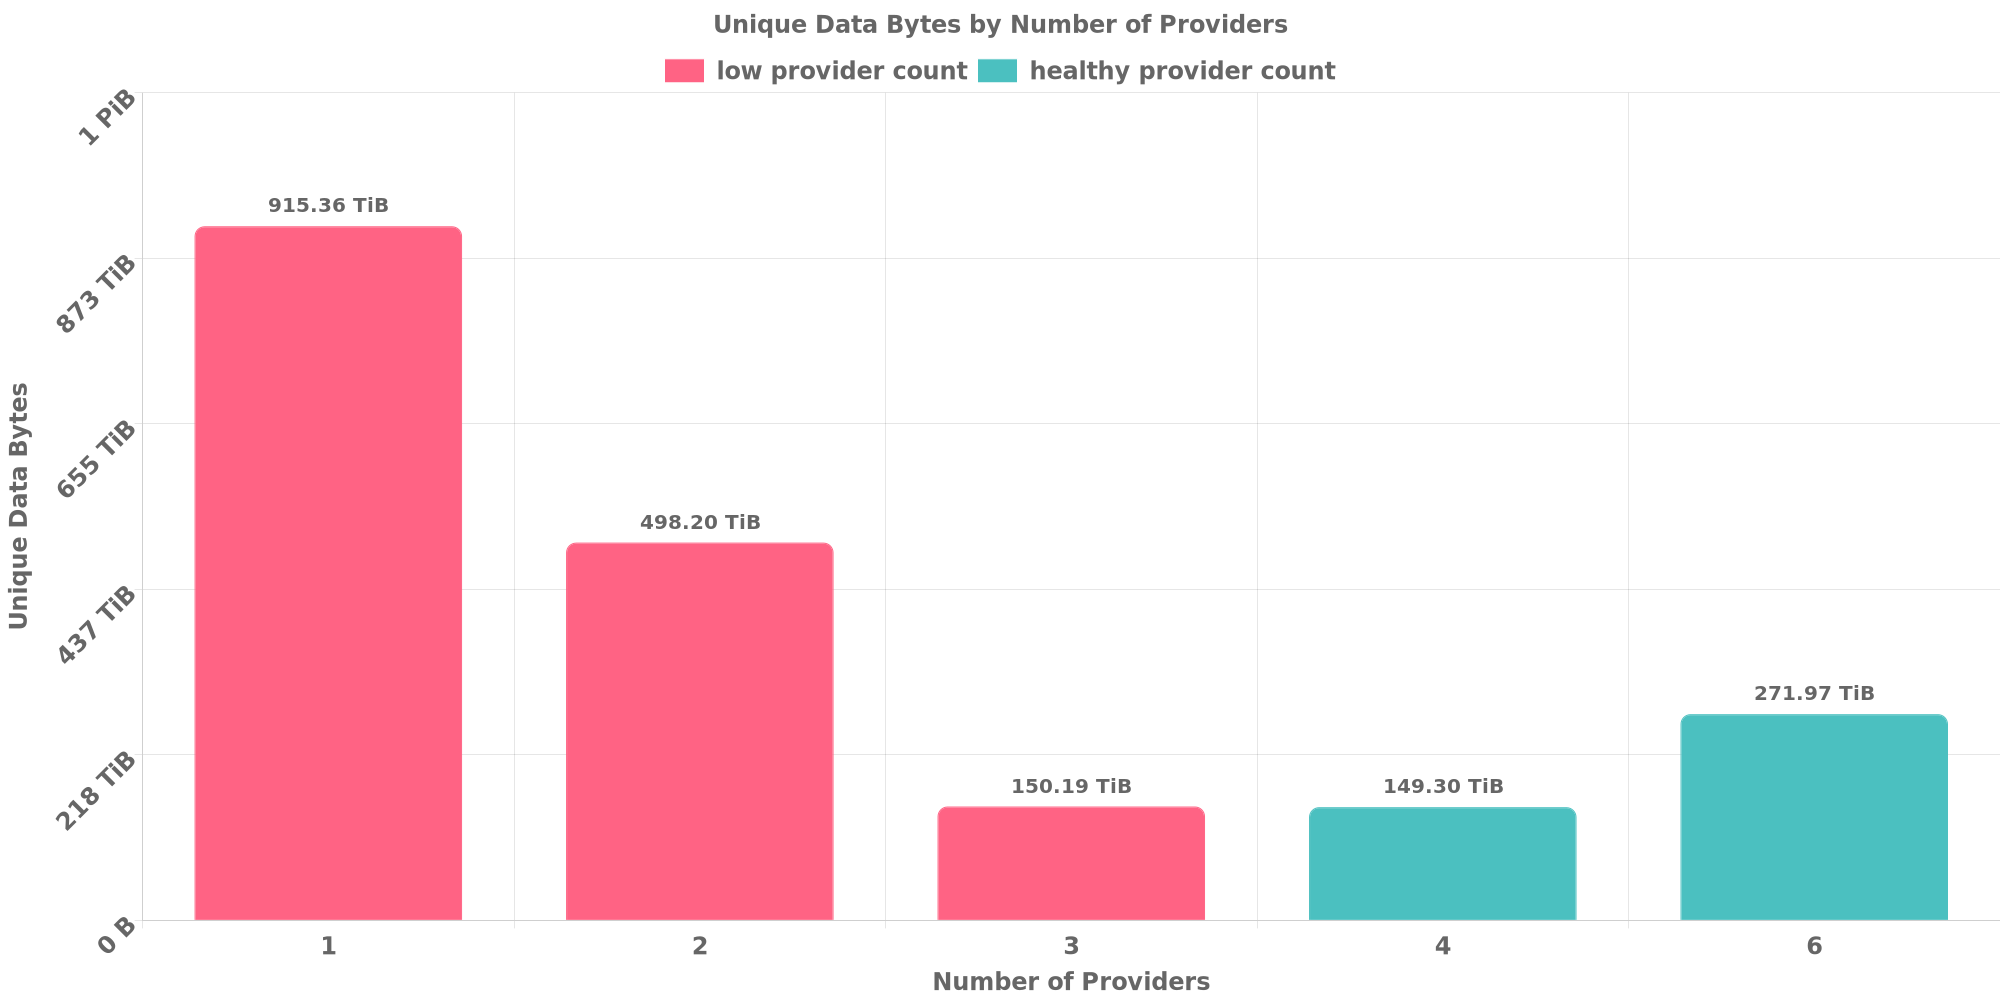 Unique Data Bytes by Number of Providers
low provider count healthy provider count
1 PiB
873 TiB
655 TiB
437 TiB
218 TiB
0 B
Unique Data Bytes
915.36 TiB
498.20 TiB
150.19 TiB
149.30 TiB
271.97 TiB
1 2 3 4 6
Number of Providers